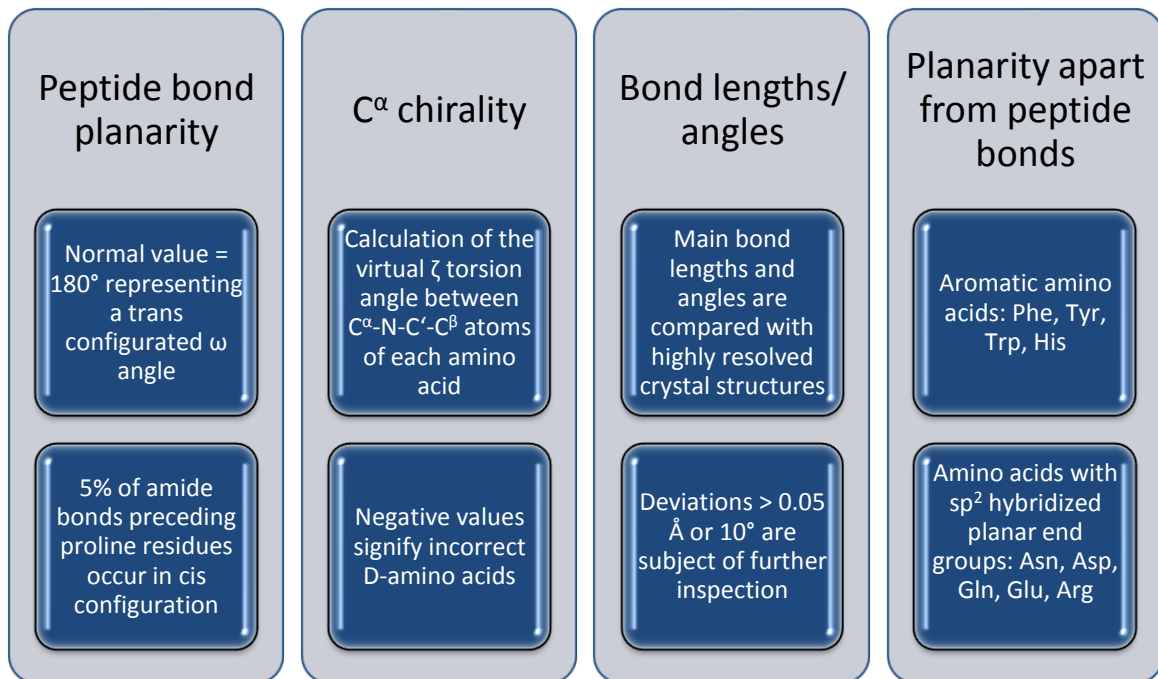 Peptide bond
planarity
Normal value =
180° representing
a trans
configurated ω
angle
5% of amide
bonds preceding
proline residues
occur in cis
configuration
Cα chirality
Calculation of the
virtual ζ torsion
angle between
Cα-N-C‘-Cβ atoms
of each amino
acid
Negative values
signify incorrect
D-amino acids
Bond lengths/
angles
Main bond
lengths and
angles are
compared with
highly resolved
crystal structures
Deviations > 0.05
Å or 10° are
subject of further
inspection
Planarity apart
from peptide
bonds
Aromatic amino
acids: Phe, Tyr,
Trp, His
Amino acids with
sp² hybridized
planar end
groups: Asn, Asp,
Gln, Glu, Arg